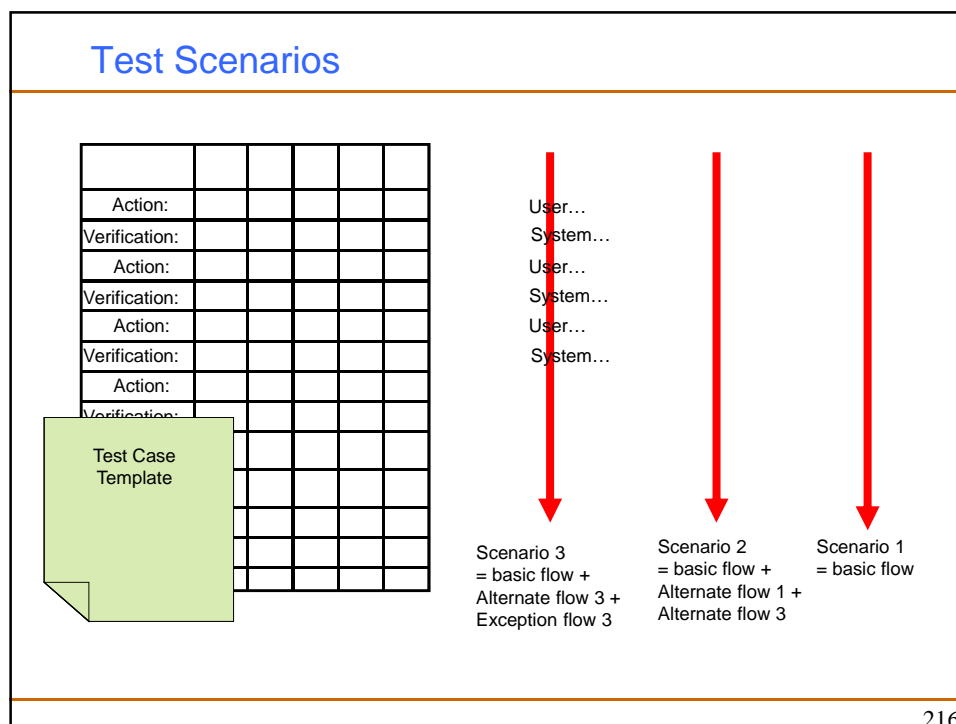 Test Scenarios
Action:
Verification:
Action:
Verification:
Action:
Verification:
Action:
Verification:
Test Case
Template
User…
System…
User…
System…
User…
System…
Scenario 3
= basic flow +
Alternate flow 3 +
Exception flow 3
Scenario 2
= basic flow +
Alternate flow 1 +
Alternate flow 3
Scenario 1
= basic flow
216